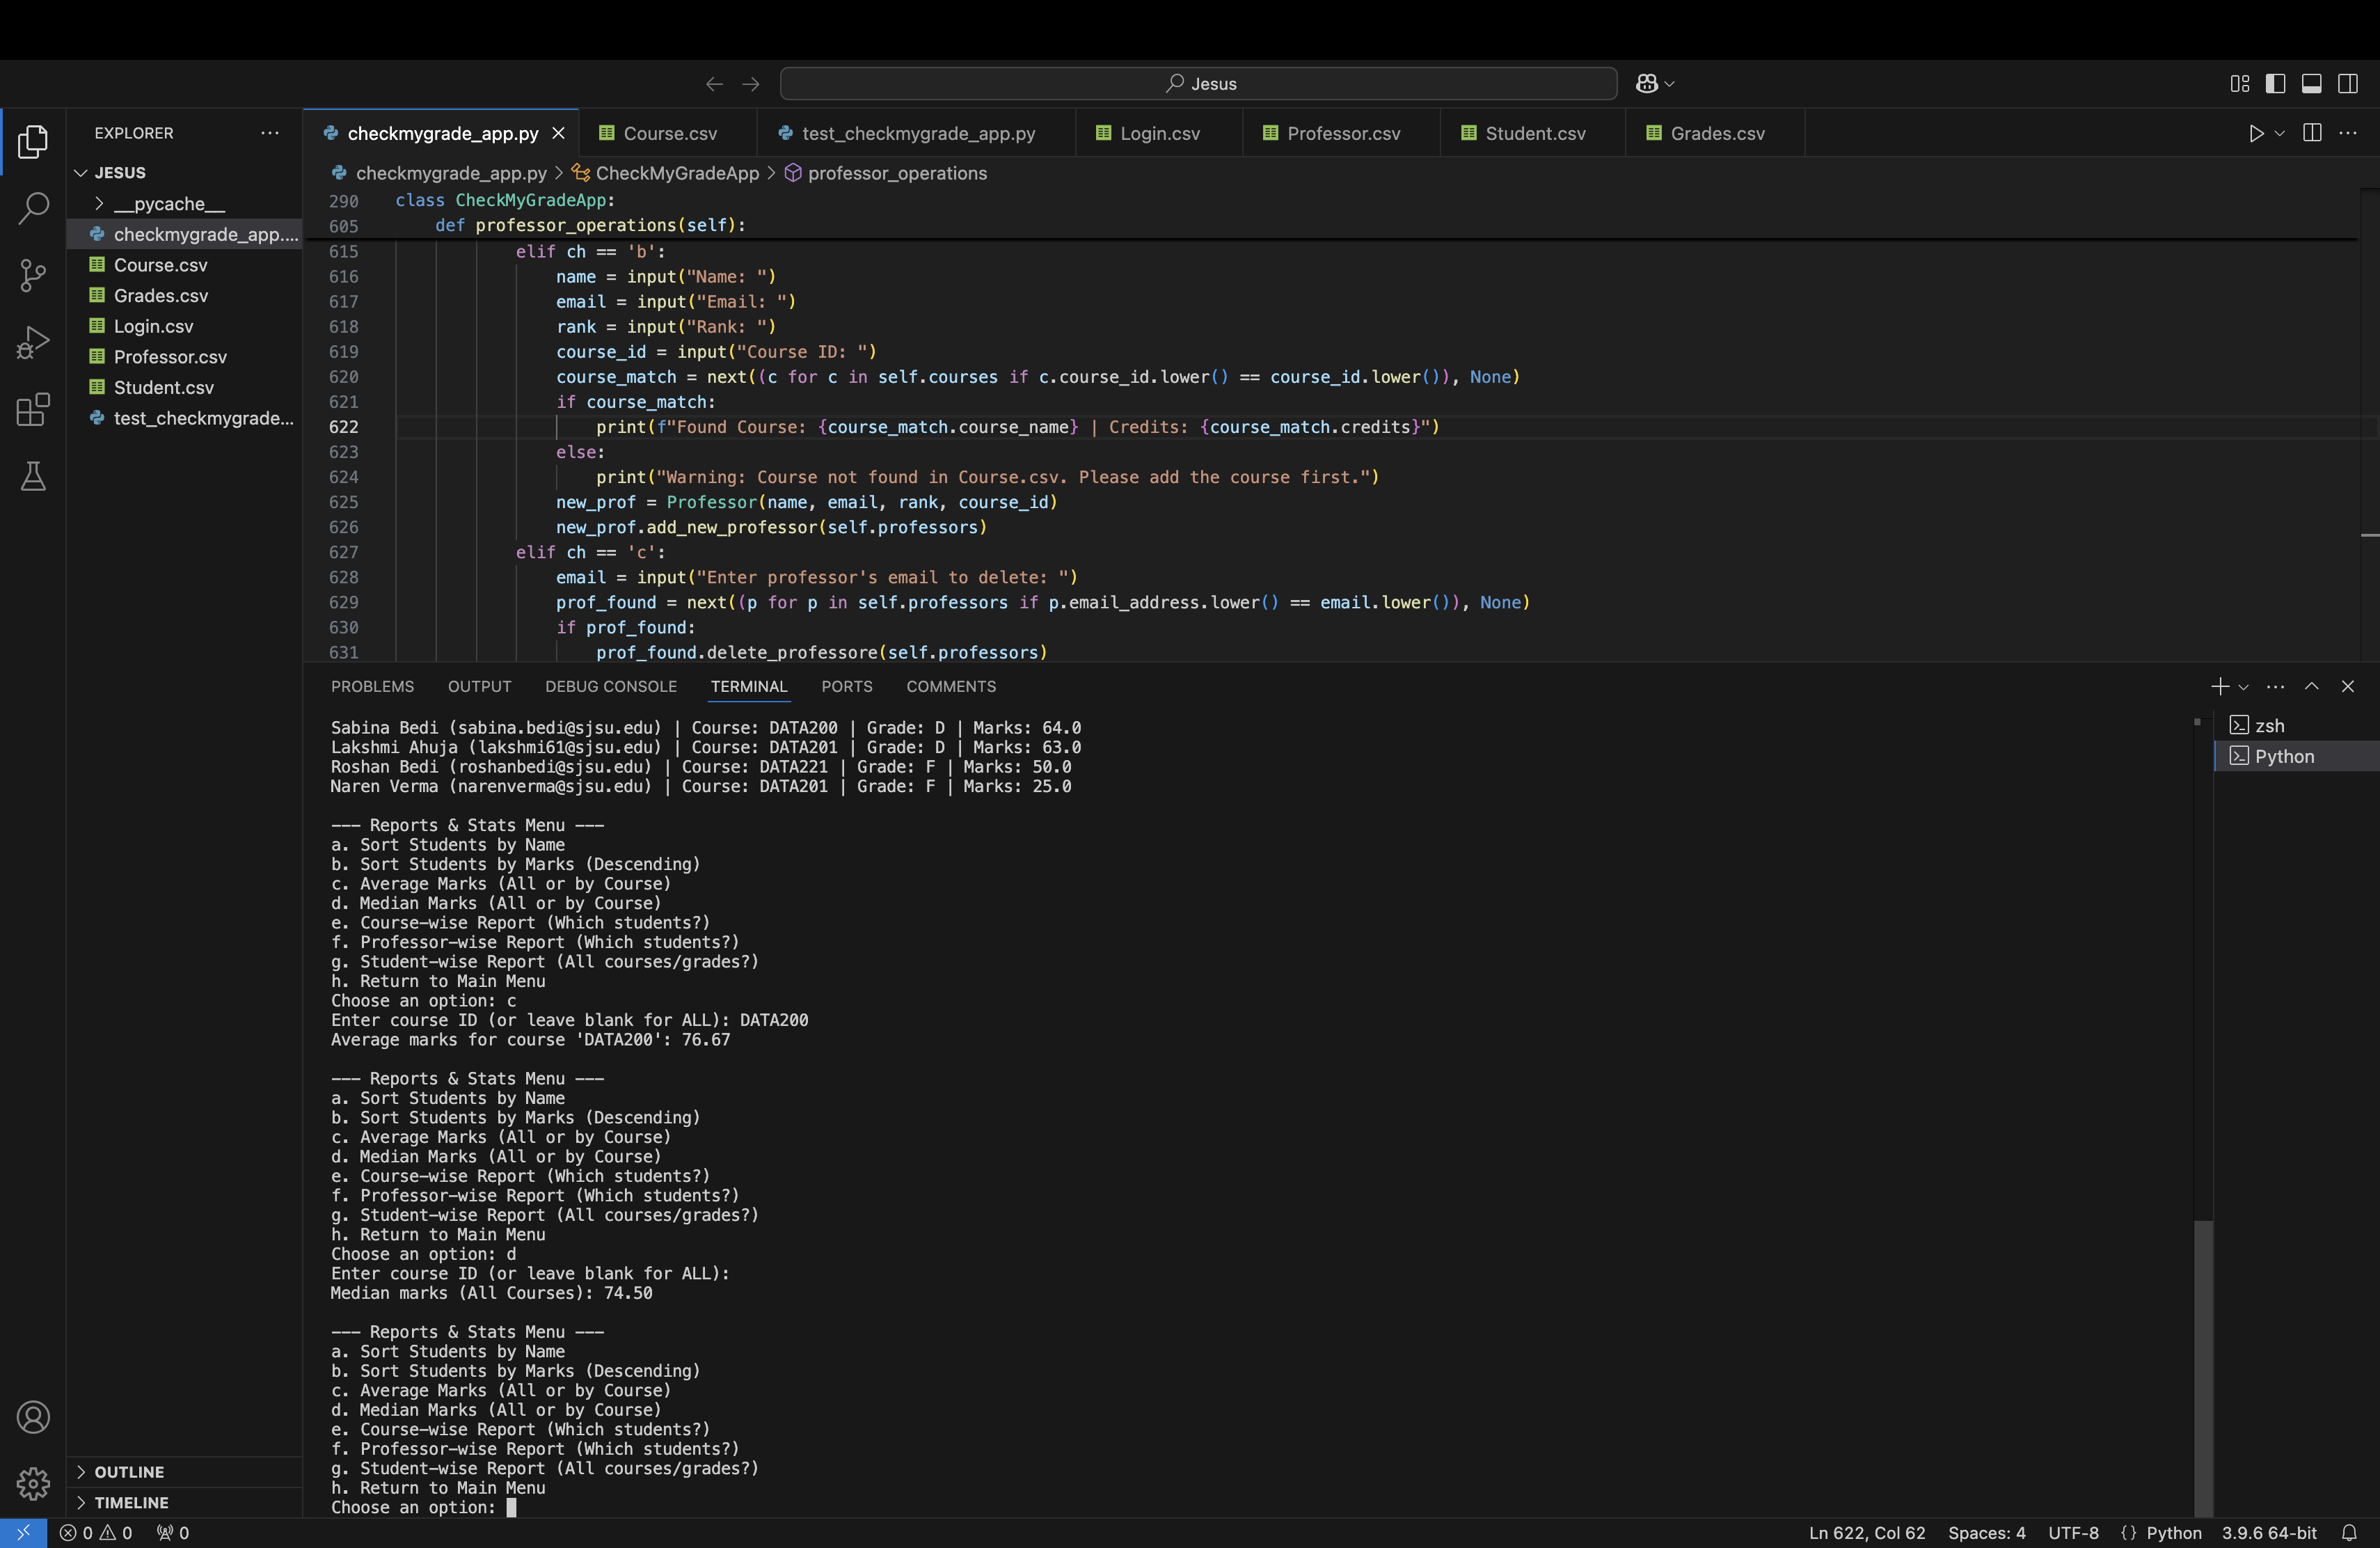 Jesus
EXPLORER
checkmygrade_app.py
Course.csv
test_checkmygrade_app.py
Login.csv
Professor.csv
Student.csv
Grades.csv
JESUS
__pycache__
checkmygrade_app....
Course.csv
Grades.csv
Login.csv
Professor.csv
Student.csv
test_checkmygrade...
OUTLINE
TIMELINE
checkmygrade_app.py > CheckMyGradeApp > professor_operations
290 class CheckMyGradeApp:
605 def professor_operations(self):
615 elif ch == 'b':
616 name = input("Name: ")
617 email = input("Email: ")
618 rank = input("Rank: ")
619 course_id = input("Course ID: ")
620 course_match = next((c for c in self.courses if c.course_id.lower() == course_id.lower()), None)
621 if course_match:
622 print(f"Found Course: {course_match.course_name} | Credits: {course_match.credits}")
623 else:
624 print("Warning: Course not found in Course.csv. Please add the course first.")
625 new_prof = Professor(name, email, rank, course_id)
626 new_prof.add_new_professor(self.professors)
627 elif ch == 'c':
628 email = input("Enter professor's email to delete: ")
629 prof_found = next((p for p in self.professors if p.email_address.lower() == email.lower()), None)
630 if prof_found:
631 prof_found.delete_professore(self.professors)
PROBLEMS OUTPUT DEBUG CONSOLE TERMINAL PORTS COMMENTS
zsh
Python
Sabina Bedi (sabina.bedi@sjsu.edu) | Course: DATA200 | Grade: D | Marks: 64.0
Lakshmi Ahuja (lakshmi61@sjsu.edu) | Course: DATA201 | Grade: D | Marks: 63.0
Roshan Bedi (roshanbedi@sjsu.edu) | Course: DATA221 | Grade: F | Marks: 50.0
Naren Verma (narenverma@sjsu.edu) | Course: DATA201 | Grade: F | Marks: 25.0
--- Reports & Stats Menu ---
a. Sort Students by Name
b. Sort Students by Marks (Descending)
c. Average Marks (All or by Course)
d. Median Marks (All or by Course)
e. Course-wise Report (Which students?)
f. Professor-wise Report (Which students?)
g. Student-wise Report (All courses/grades?)
h. Return to Main Menu
Choose an option: c
Enter course ID (or leave blank for ALL): DATA200
Average marks for course 'DATA200': 76.67
--- Reports & Stats Menu ---
a. Sort Students by Name
b. Sort Students by Marks (Descending)
c. Average Marks (All or by Course)
d. Median Marks (All or by Course)
e. Course-wise Report (Which students?)
f. Professor-wise Report (Which students?)
g. Student-wise Report (All courses/grades?)
h. Return to Main Menu
Choose an option: d
Enter course ID (or leave blank for ALL):
Median marks (All Courses): 74.50
--- Reports & Stats Menu ---
a. Sort Students by Name
b. Sort Students by Marks (Descending)
c. Average Marks (All or by Course)
d. Median Marks (All or by Course)
e. Course-wise Report (Which students?)
f. Professor-wise Report (Which students?)
g. Student-wise Report (All courses/grades?)
h. Return to Main Menu
Choose an option:
0 0 0 Ln 622, Col 62 Spaces: 4 UTF-8 {} Python 3.9.6 64-bit